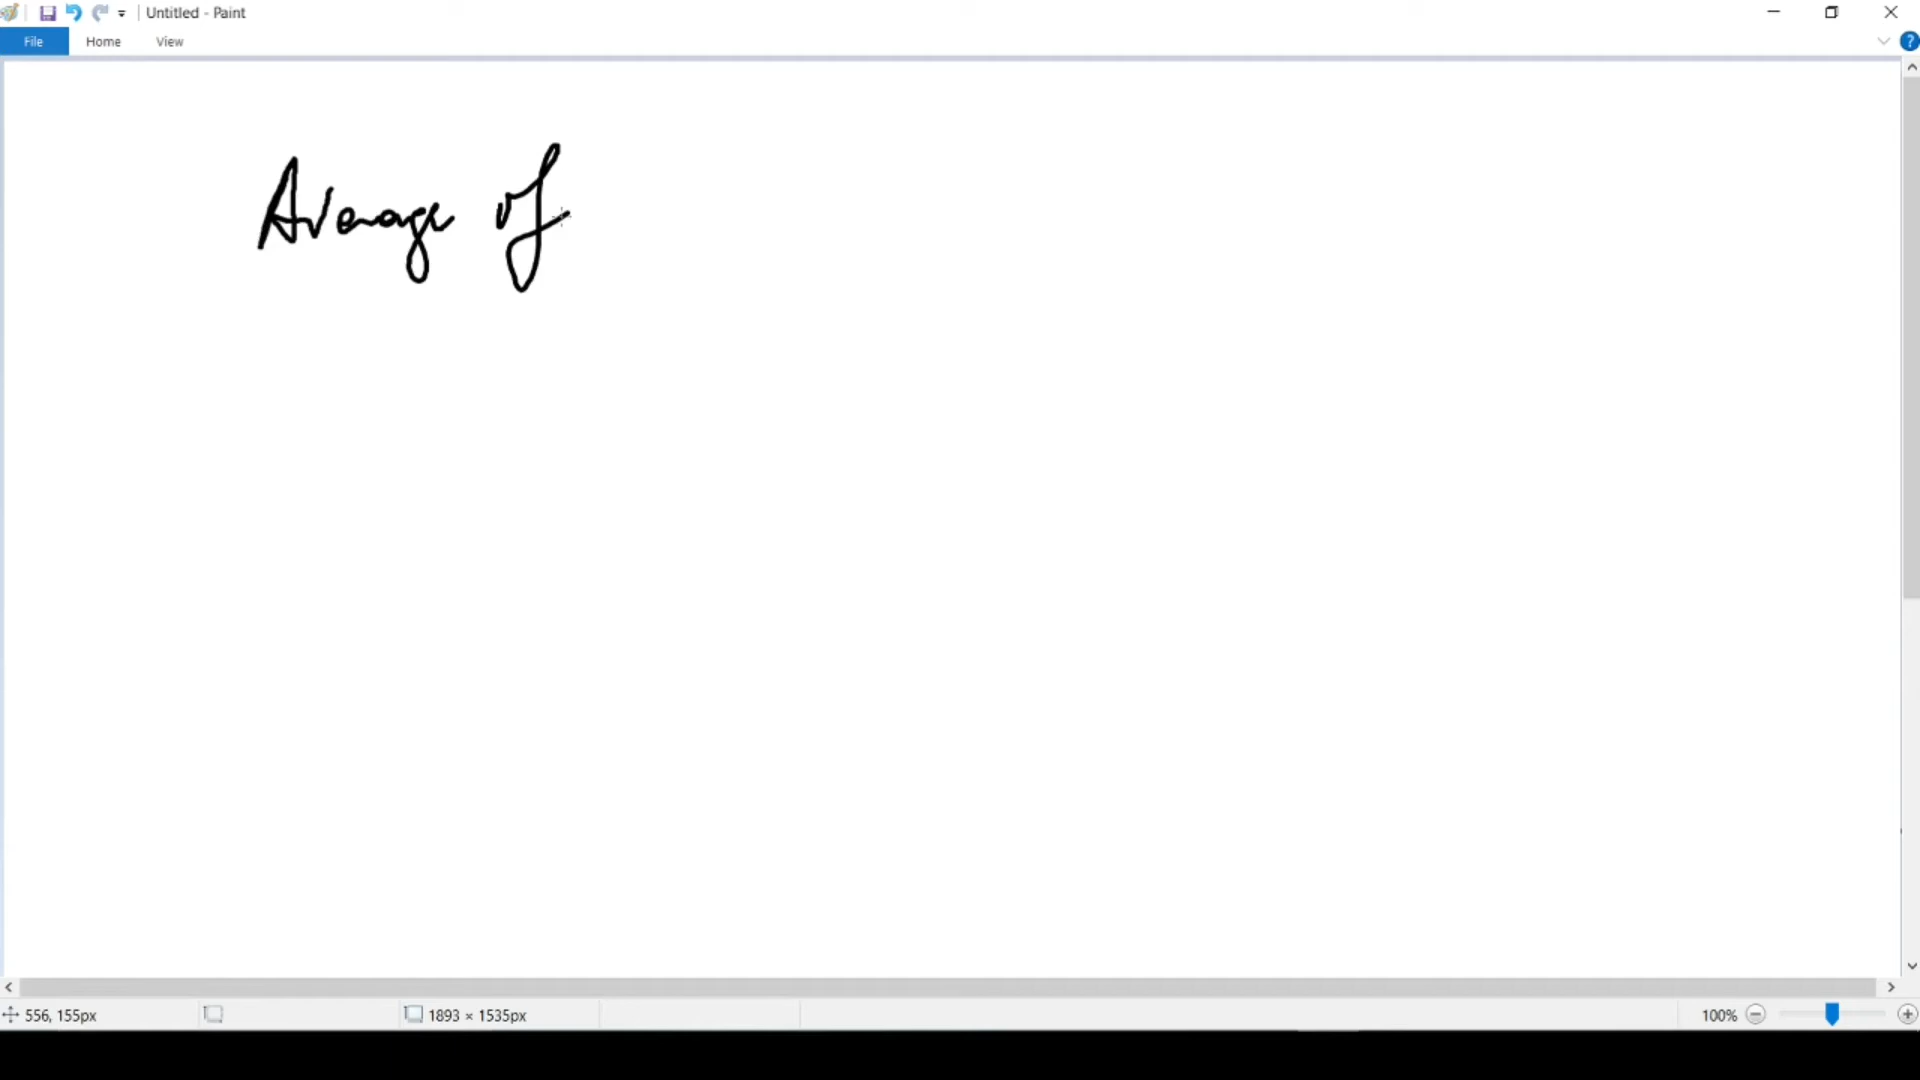 Untitled - Paint
File Home View
Average of
556, 155px 1893 × 1535px 100%